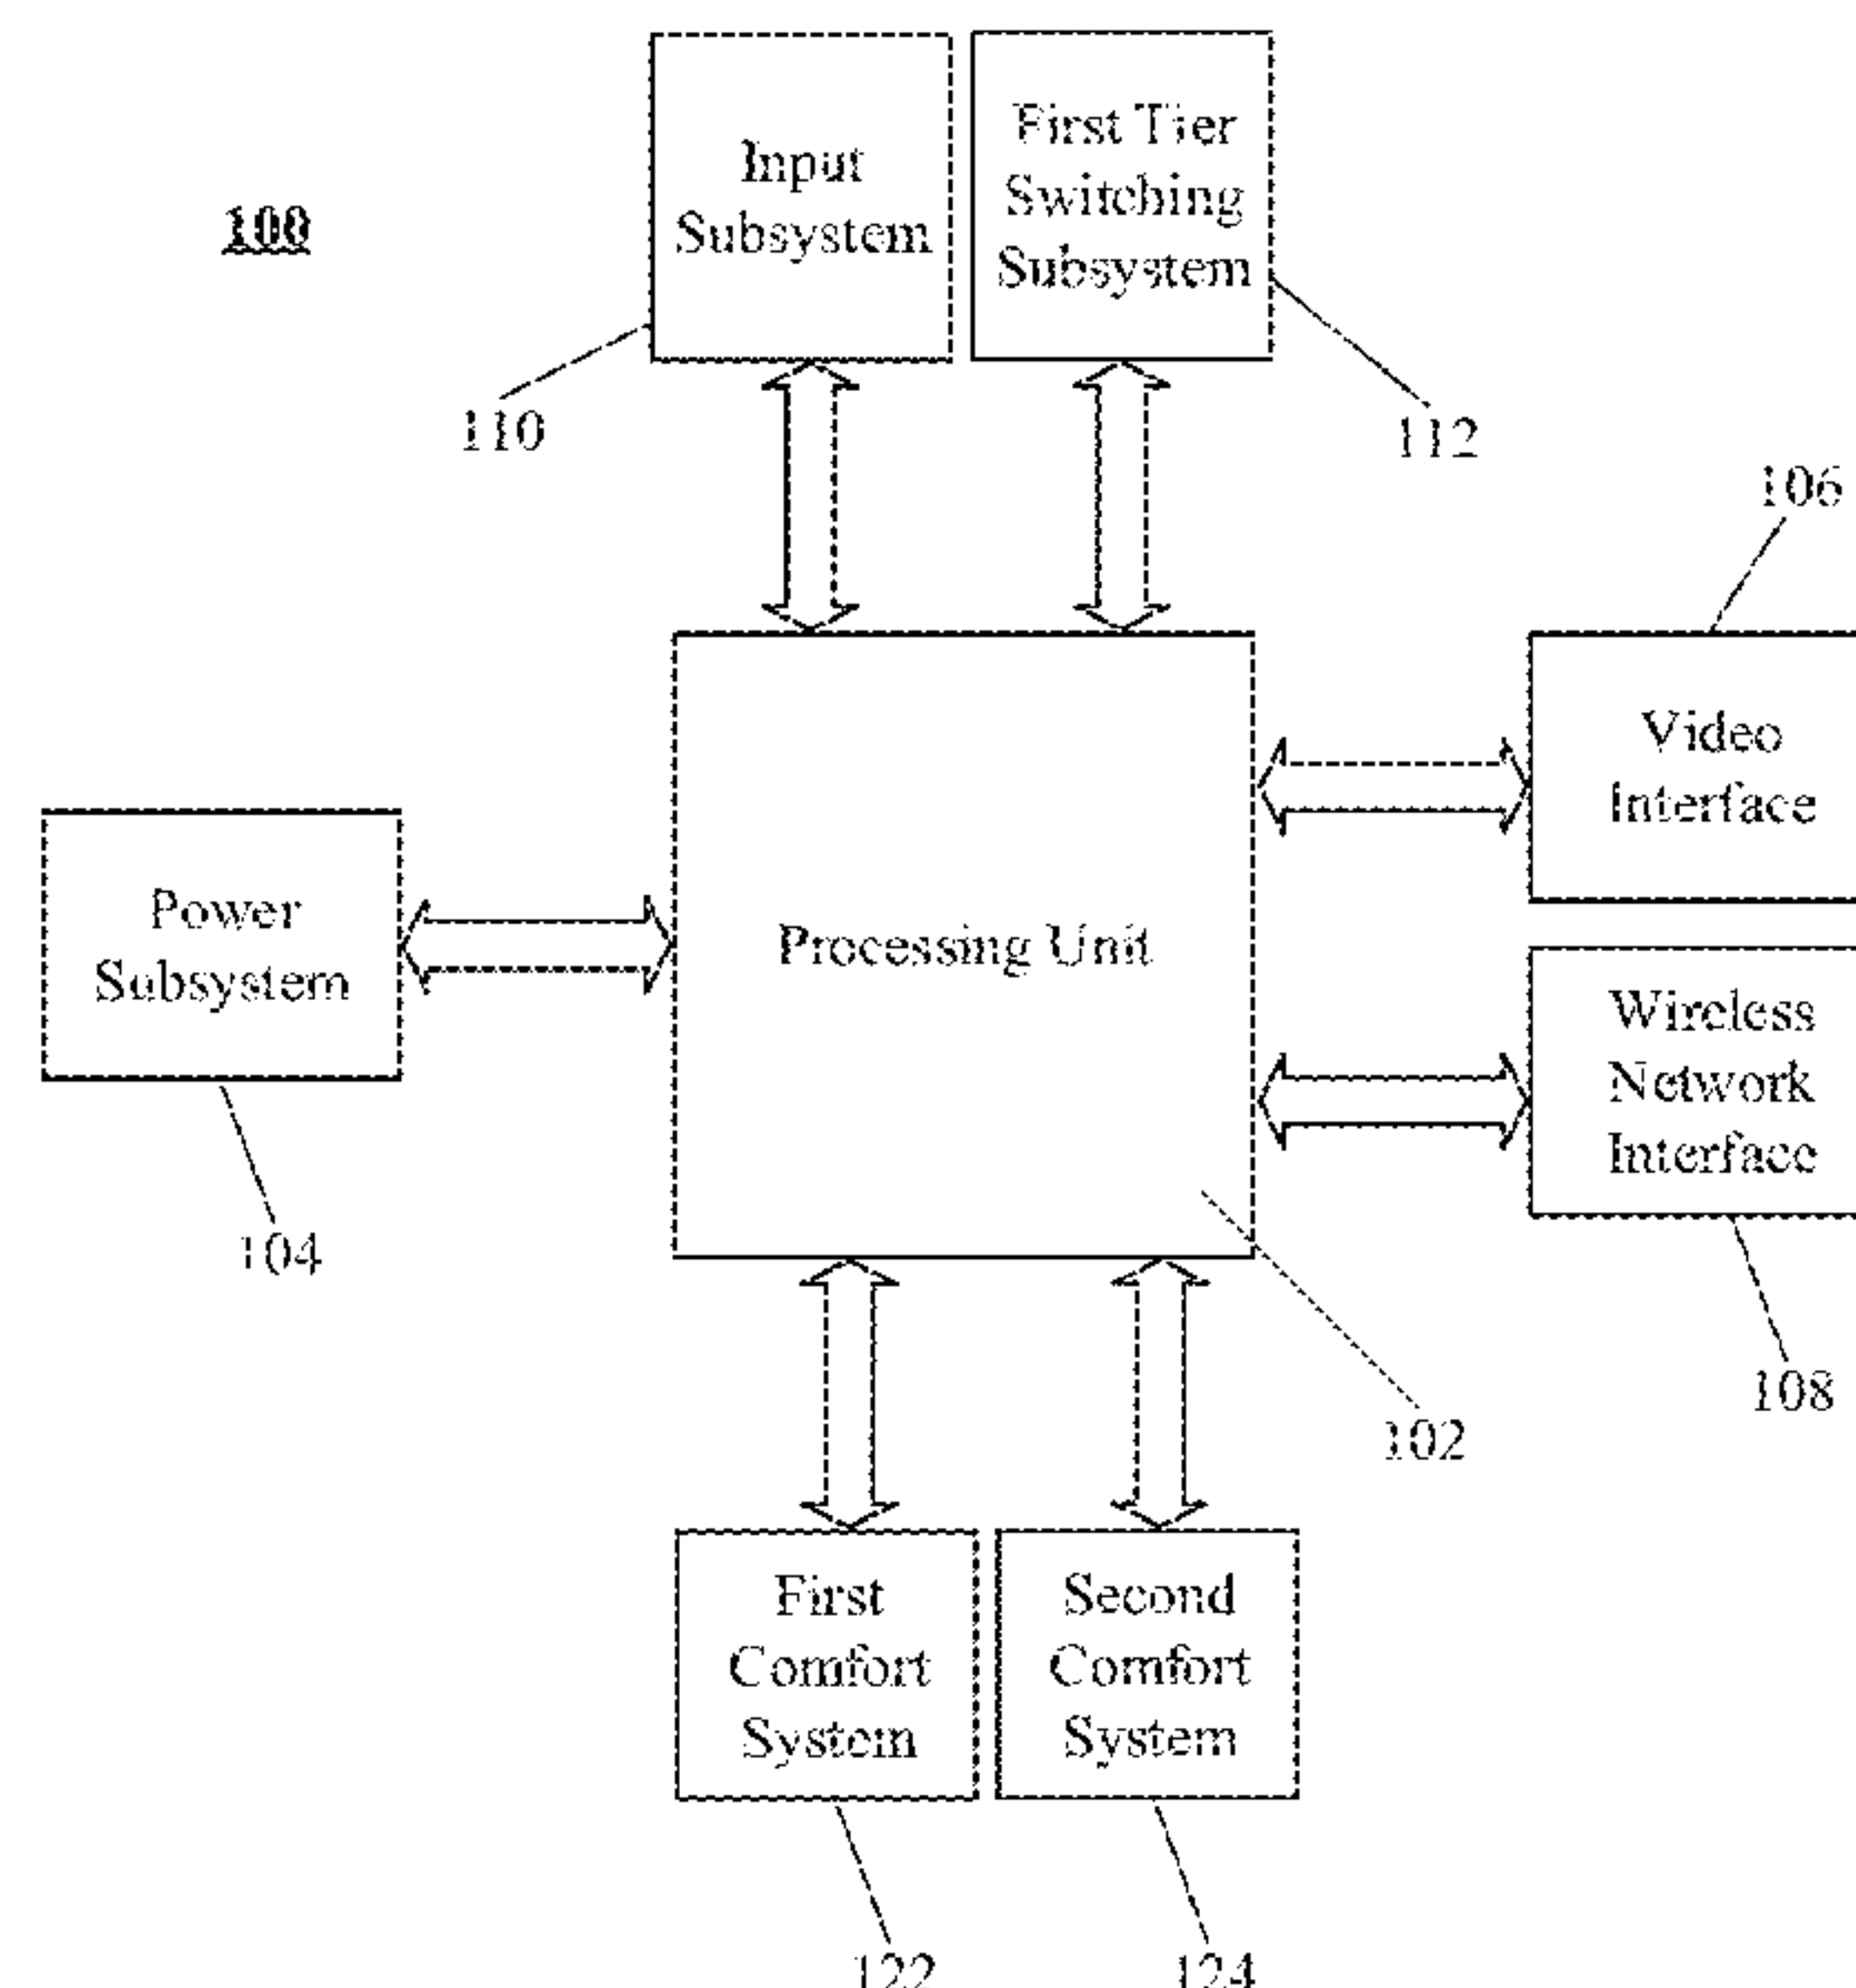 Input
Subsystem
First Tier
Switching
Subsystem
100
110
112
106
Video
Interface
Power
Subsystem
Processing Unit
Wireless
Network
Interface
104
108
102
First
Comfort
System
Second
Comfort
System
122
124